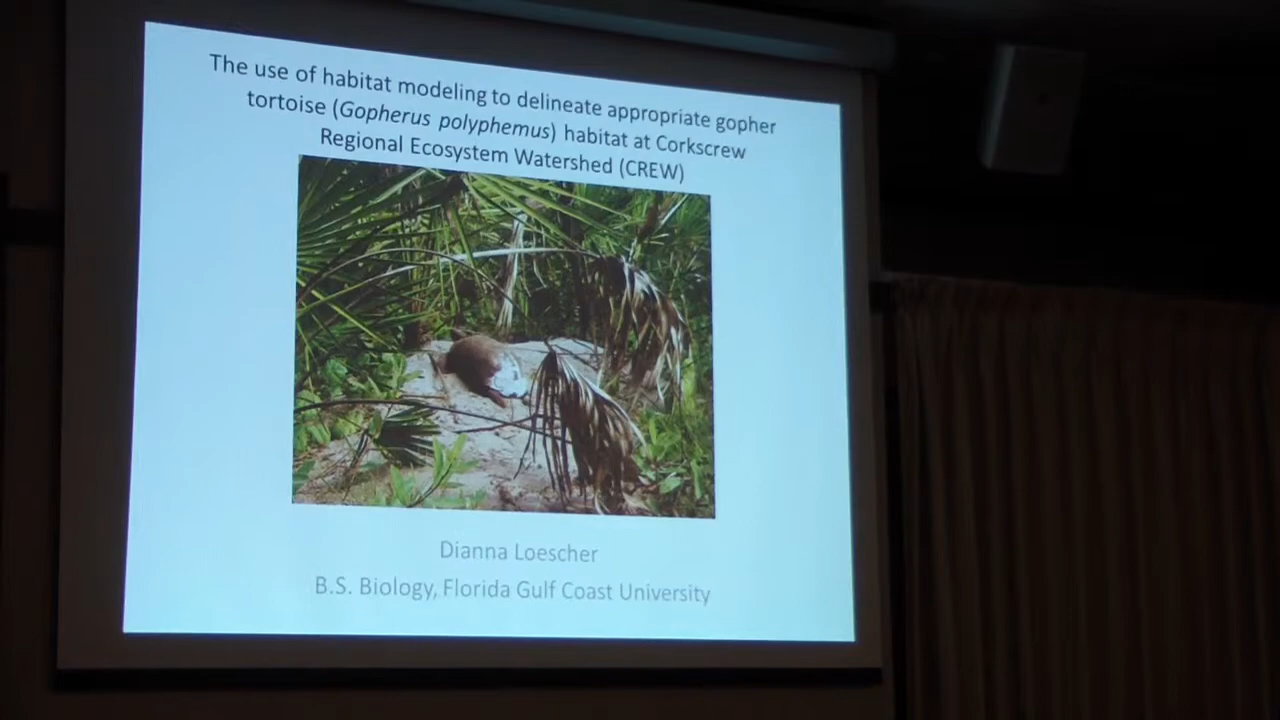 The use of habitat modeling to delineate appropriate gopher
tortoise (Gopherus polyphemus) habitat at Corkscrew
Regional Ecosystem Watershed (CREW)
Dianna Loescher
B.S. Biology, Florida Gulf Coast University